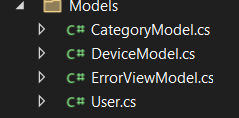 Models
C# CategoryModel.cs
C# DeviceModel.cs
C# ErrorViewModel.cs
C# User.cs